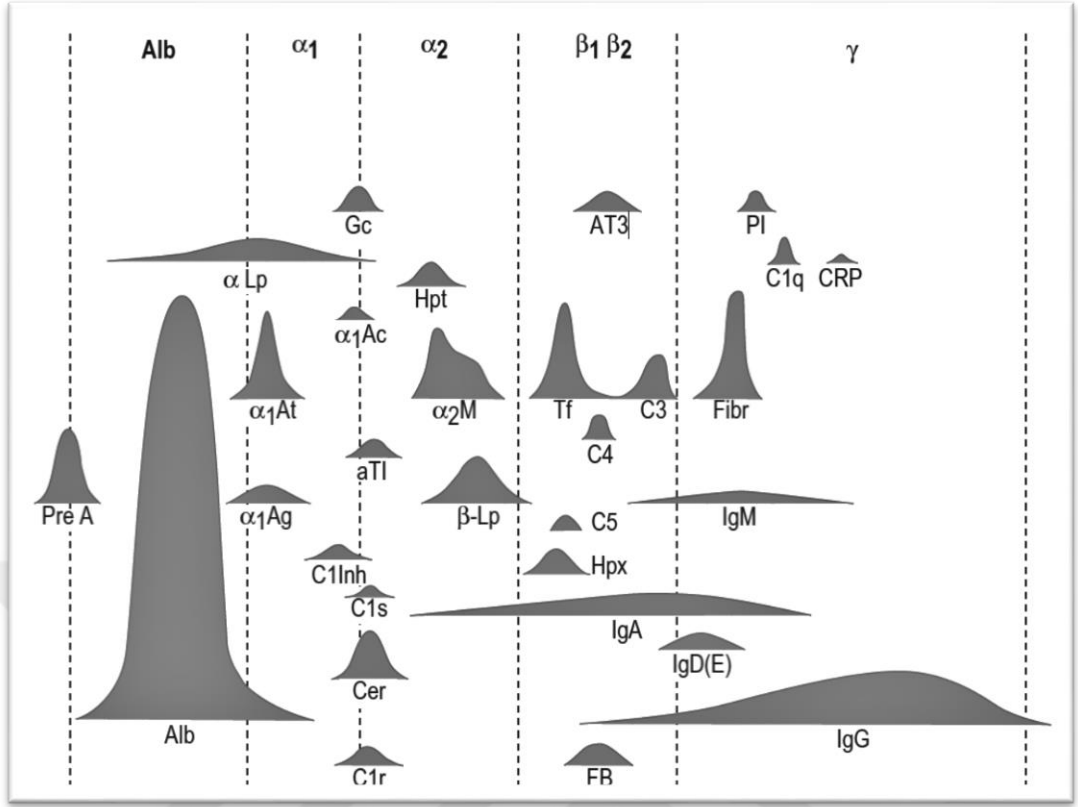 Alb α1 α2 β1 β2 γ
Gc AT3 PI
α Lp Hpt C1q CRP
α1Ac
α1At α2M Tf C3 Fibr
C4
aTI
Pre A α1Ag β-Lp C5 IgM
C1Inh Hpx
C1s
IgA
IgD(E)
Cer
Alb IgG
C1r FB